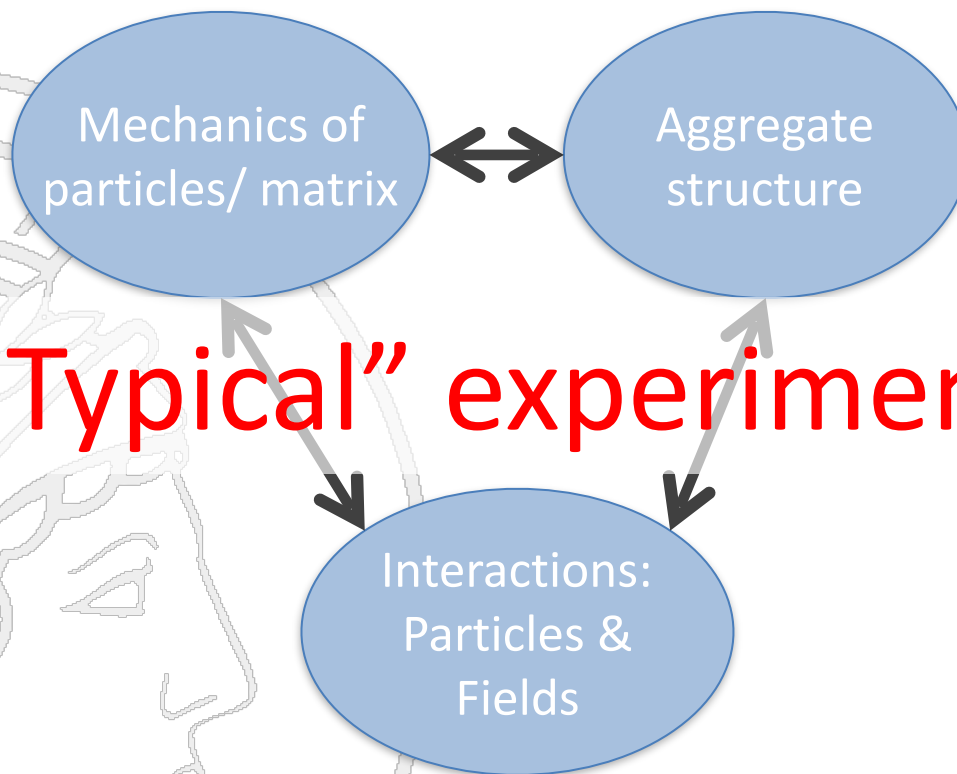 Mechanics of
particles/ matrix
Aggregate
structure
Typical” experimen
Interactions:
Particles &
Fields